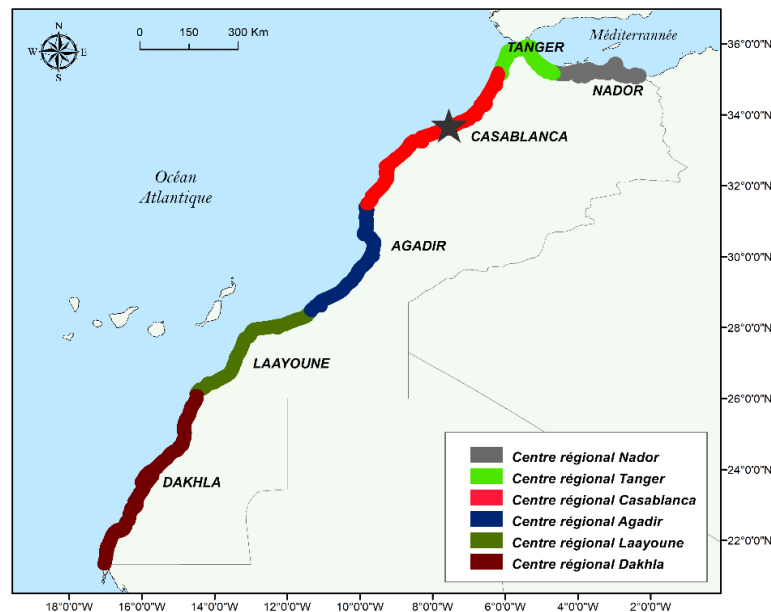 N
W E
S
0 150 300 Km
Méditerrannée
TANGER
NADOR
CASABLANCA
Océan
Atlantique
AGADIR
LAAYOUNE
DAKHLA
36°0'0"N
34°0'0"N
32°0'0"N
30°0'0"N
28°0'0"N
26°0'0"N
24°0'0"N
22°0'0"N
Centre régional Nador
Centre régional Tanger
Centre régional Casablanca
Centre régional Agadir
Centre régional Laayoune
Centre régional Dakhla
18°0'0"W 16°0'0"W 14°0'0"W 12°0'0"W 10°0'0"W 8°0'0"W 6°0'0"W 4°0'0"W 2°0'0"W